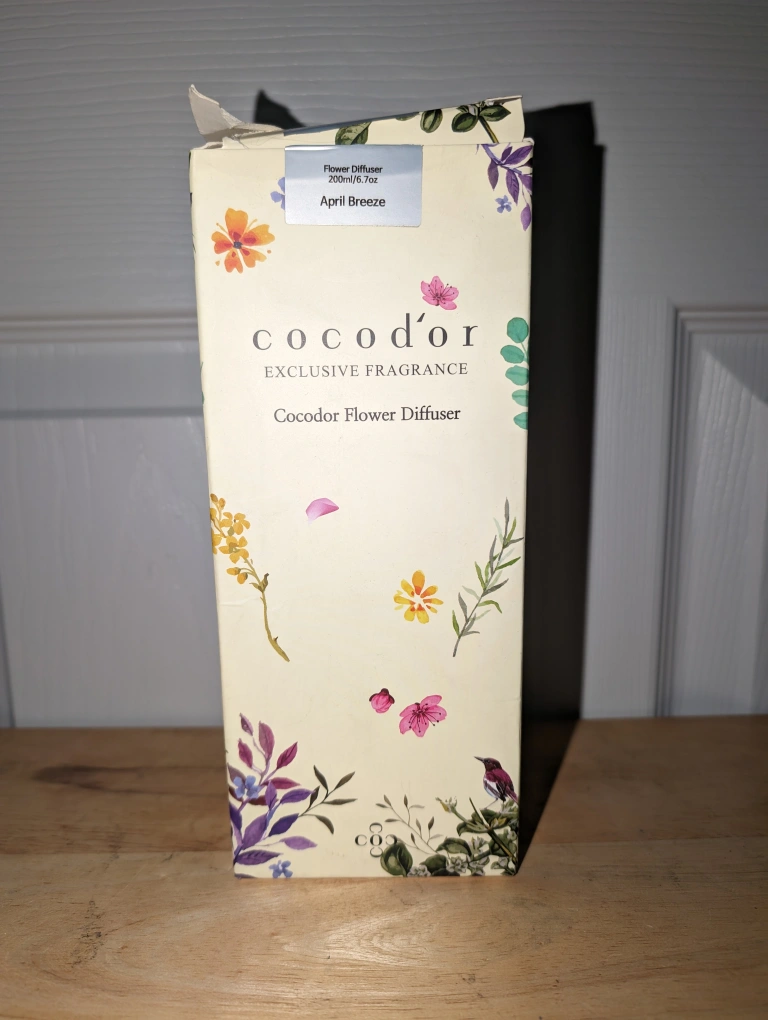 Flower Diffuser
200ml/6.7oz
April Breeze
cocod'or
EXCLUSIVE FRAGRANCE
Cocodor Flower Diffuser